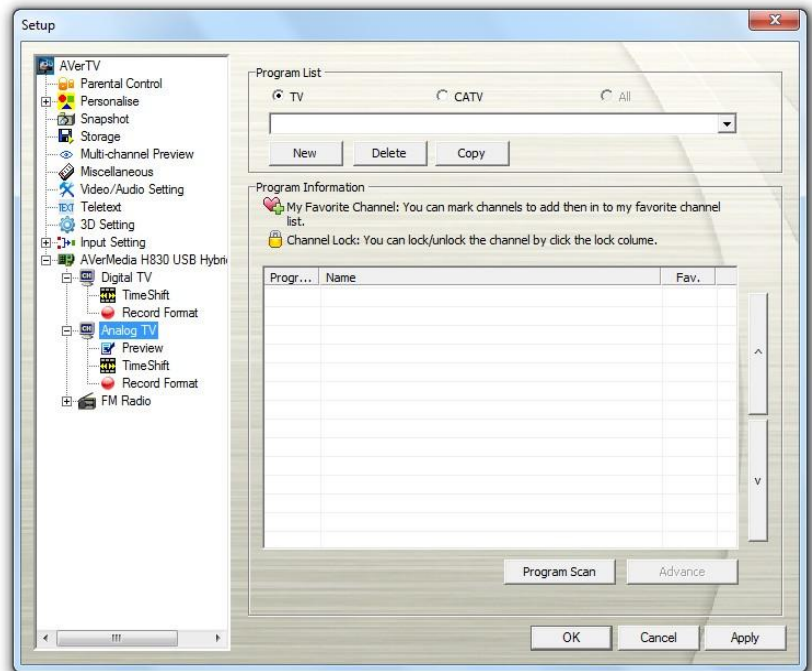 Setup
AVerTV
Parental Control
Personalise
Snapshot
Storage
Multi-channel Preview
Miscellaneous
Video/Audio Setting
TEXT Teletext
3D Setting
Input Setting
AVerMedia H830 USB Hybri
CH Digital TV
TimeShift
Record Format
CH Analog TV
Preview
TimeShift
Record Format
FM Radio
Program List
TV CATV All
New Delete Copy
Program Information
My Favorite Channel: You can mark channels to add then in to my favorite channel
list.
Channel Lock: You can lock/unlock the channel by click the lock colume.
Progr... Name Fav.
Program Scan Advance
OK Cancel Apply